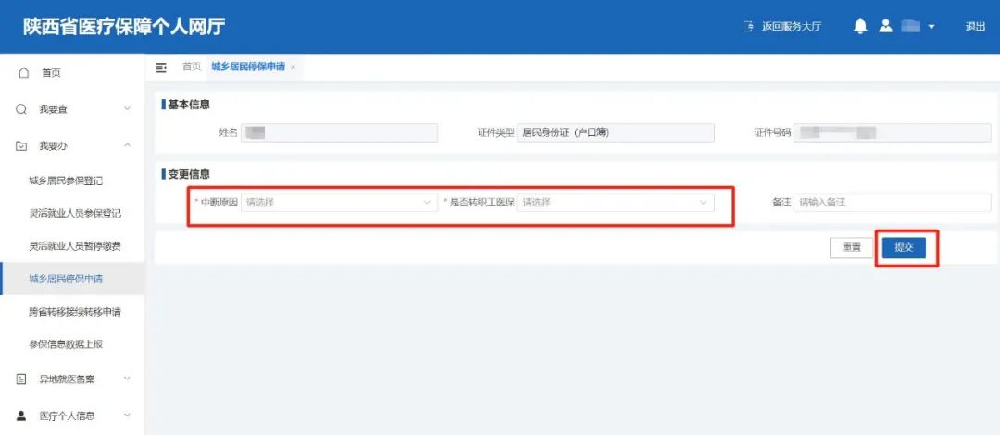 陕西省医疗保障个人网厅
返回服务大厅
退出
首页
我要查
我要办
城乡居民参保登记
灵活就业人员参保登记
灵活就业人员暂停缴费
城乡居民停保申请
跨省转移接续转移申请
参保信息数据上报
异地就医备案
医疗个人信息
首页 城乡居民停保申请 ×
基本信息
姓名 证件类型 居民身份证（户口簿） 证件号码
变更信息
* 中断原因 请选择 * 是否转职工医保 请选择 备注 请输入备注
重置 提交